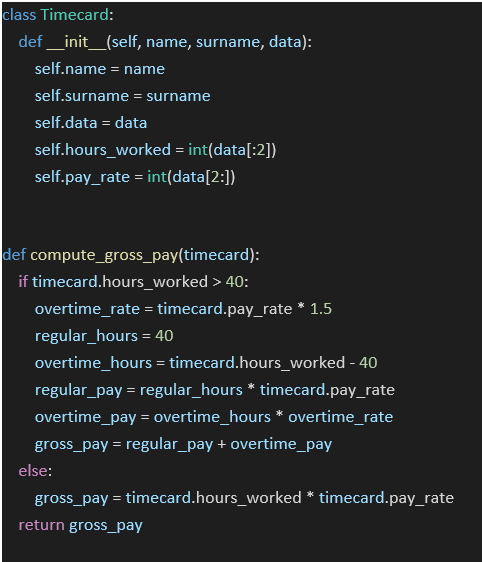 class Timecard:
def __init__(self, name, surname, data):
self.name = name
self.surname = surname
self.data = data
self.hours_worked = int(data[:2])
self.pay_rate = int(data[2:])
def compute_gross_pay(timecard):
if timecard.hours_worked > 40:
overtime_rate = timecard.pay_rate * 1.5
regular_hours = 40
overtime_hours = timecard.hours_worked - 40
regular_pay = regular_hours * timecard.pay_rate
overtime_pay = overtime_hours * overtime_rate
gross_pay = regular_pay + overtime_pay
else:
gross_pay = timecard.hours_worked * timecard.pay_rate
return gross_pay